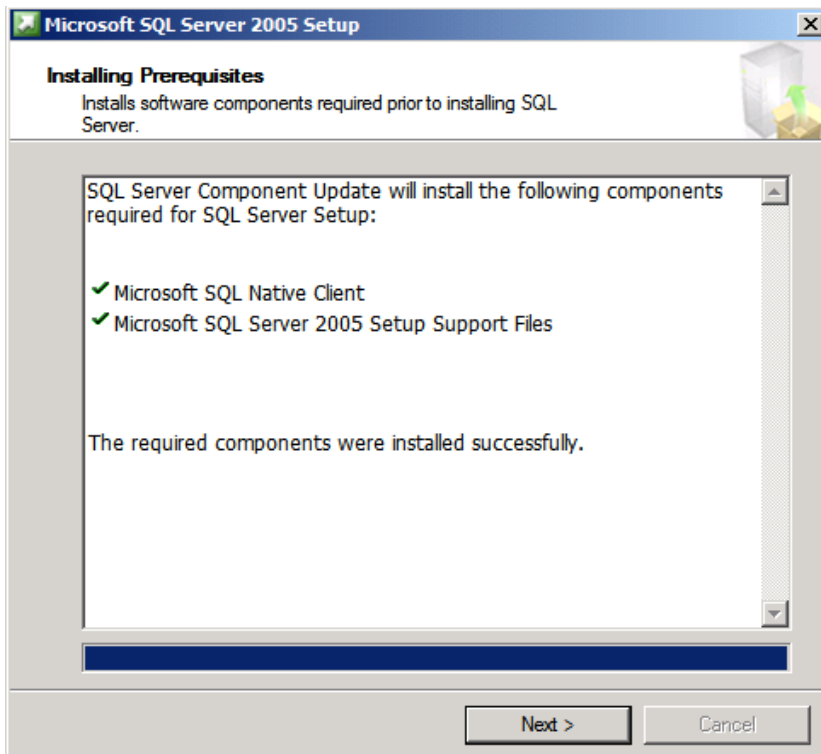 Microsoft SQL Server 2005 Setup
Installing Prerequisites
Installs software components required prior to installing SQL
Server.
SQL Server Component Update will install the following components
required for SQL Server Setup:
Microsoft SQL Native Client
Microsoft SQL Server 2005 Setup Support Files
The required components were installed successfully.
Next >
Cancel